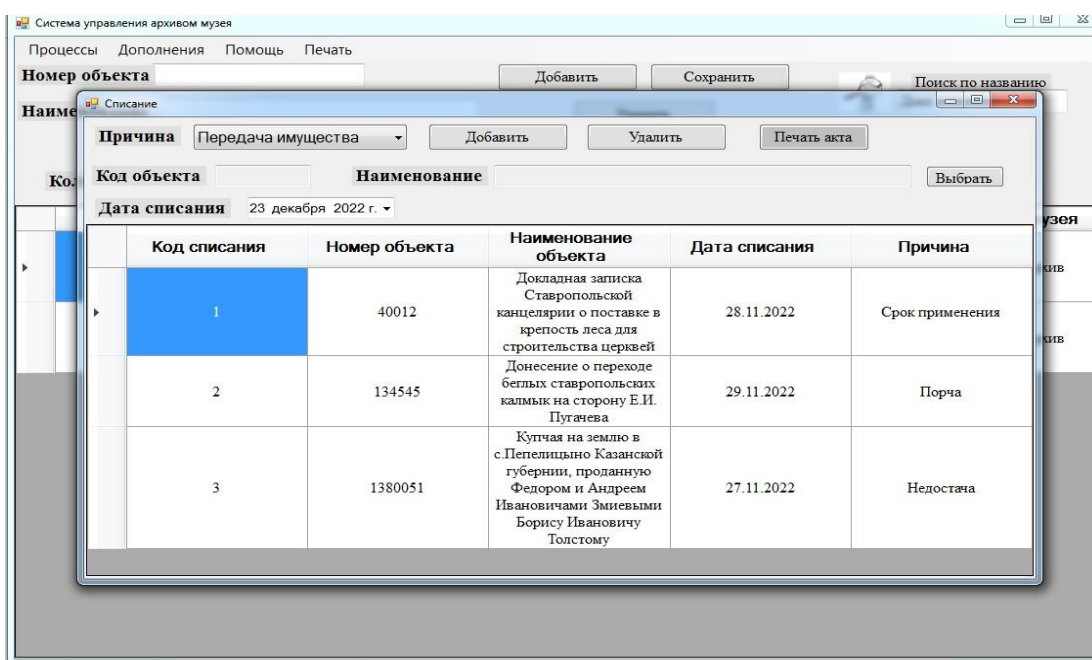 Система управления архивом музея
Процессы Дополнения Помощь Печать
Номер объекта Добавить Сохранить Поиск по названию
Списание
Причина Передача имущества Добавить Удалить Печать акта
Код объекта Наименование Выбрать
Дата списания 23 декабря 2022 г.
Код списания Номер объекта Наименование объекта Дата списания Причина
1 40012 28.11.2022 Срок применения
Докладная записка
Ставропольской
канцелярии о поставке в
крепость леса для
строительства церквей
2 134545 29.11.2022 Порча
Донесение о переходе
беглых ставропольских
калмык на сторону Е.И.
Пугачева
3 1380051 27.11.2022 Недостача
Купчая на землю в
с.Пепелицыно Казанской
губернии, проданную
Федором и Андреем
Ивановичами Змиевыми
Борису Ивановичу
Толстому